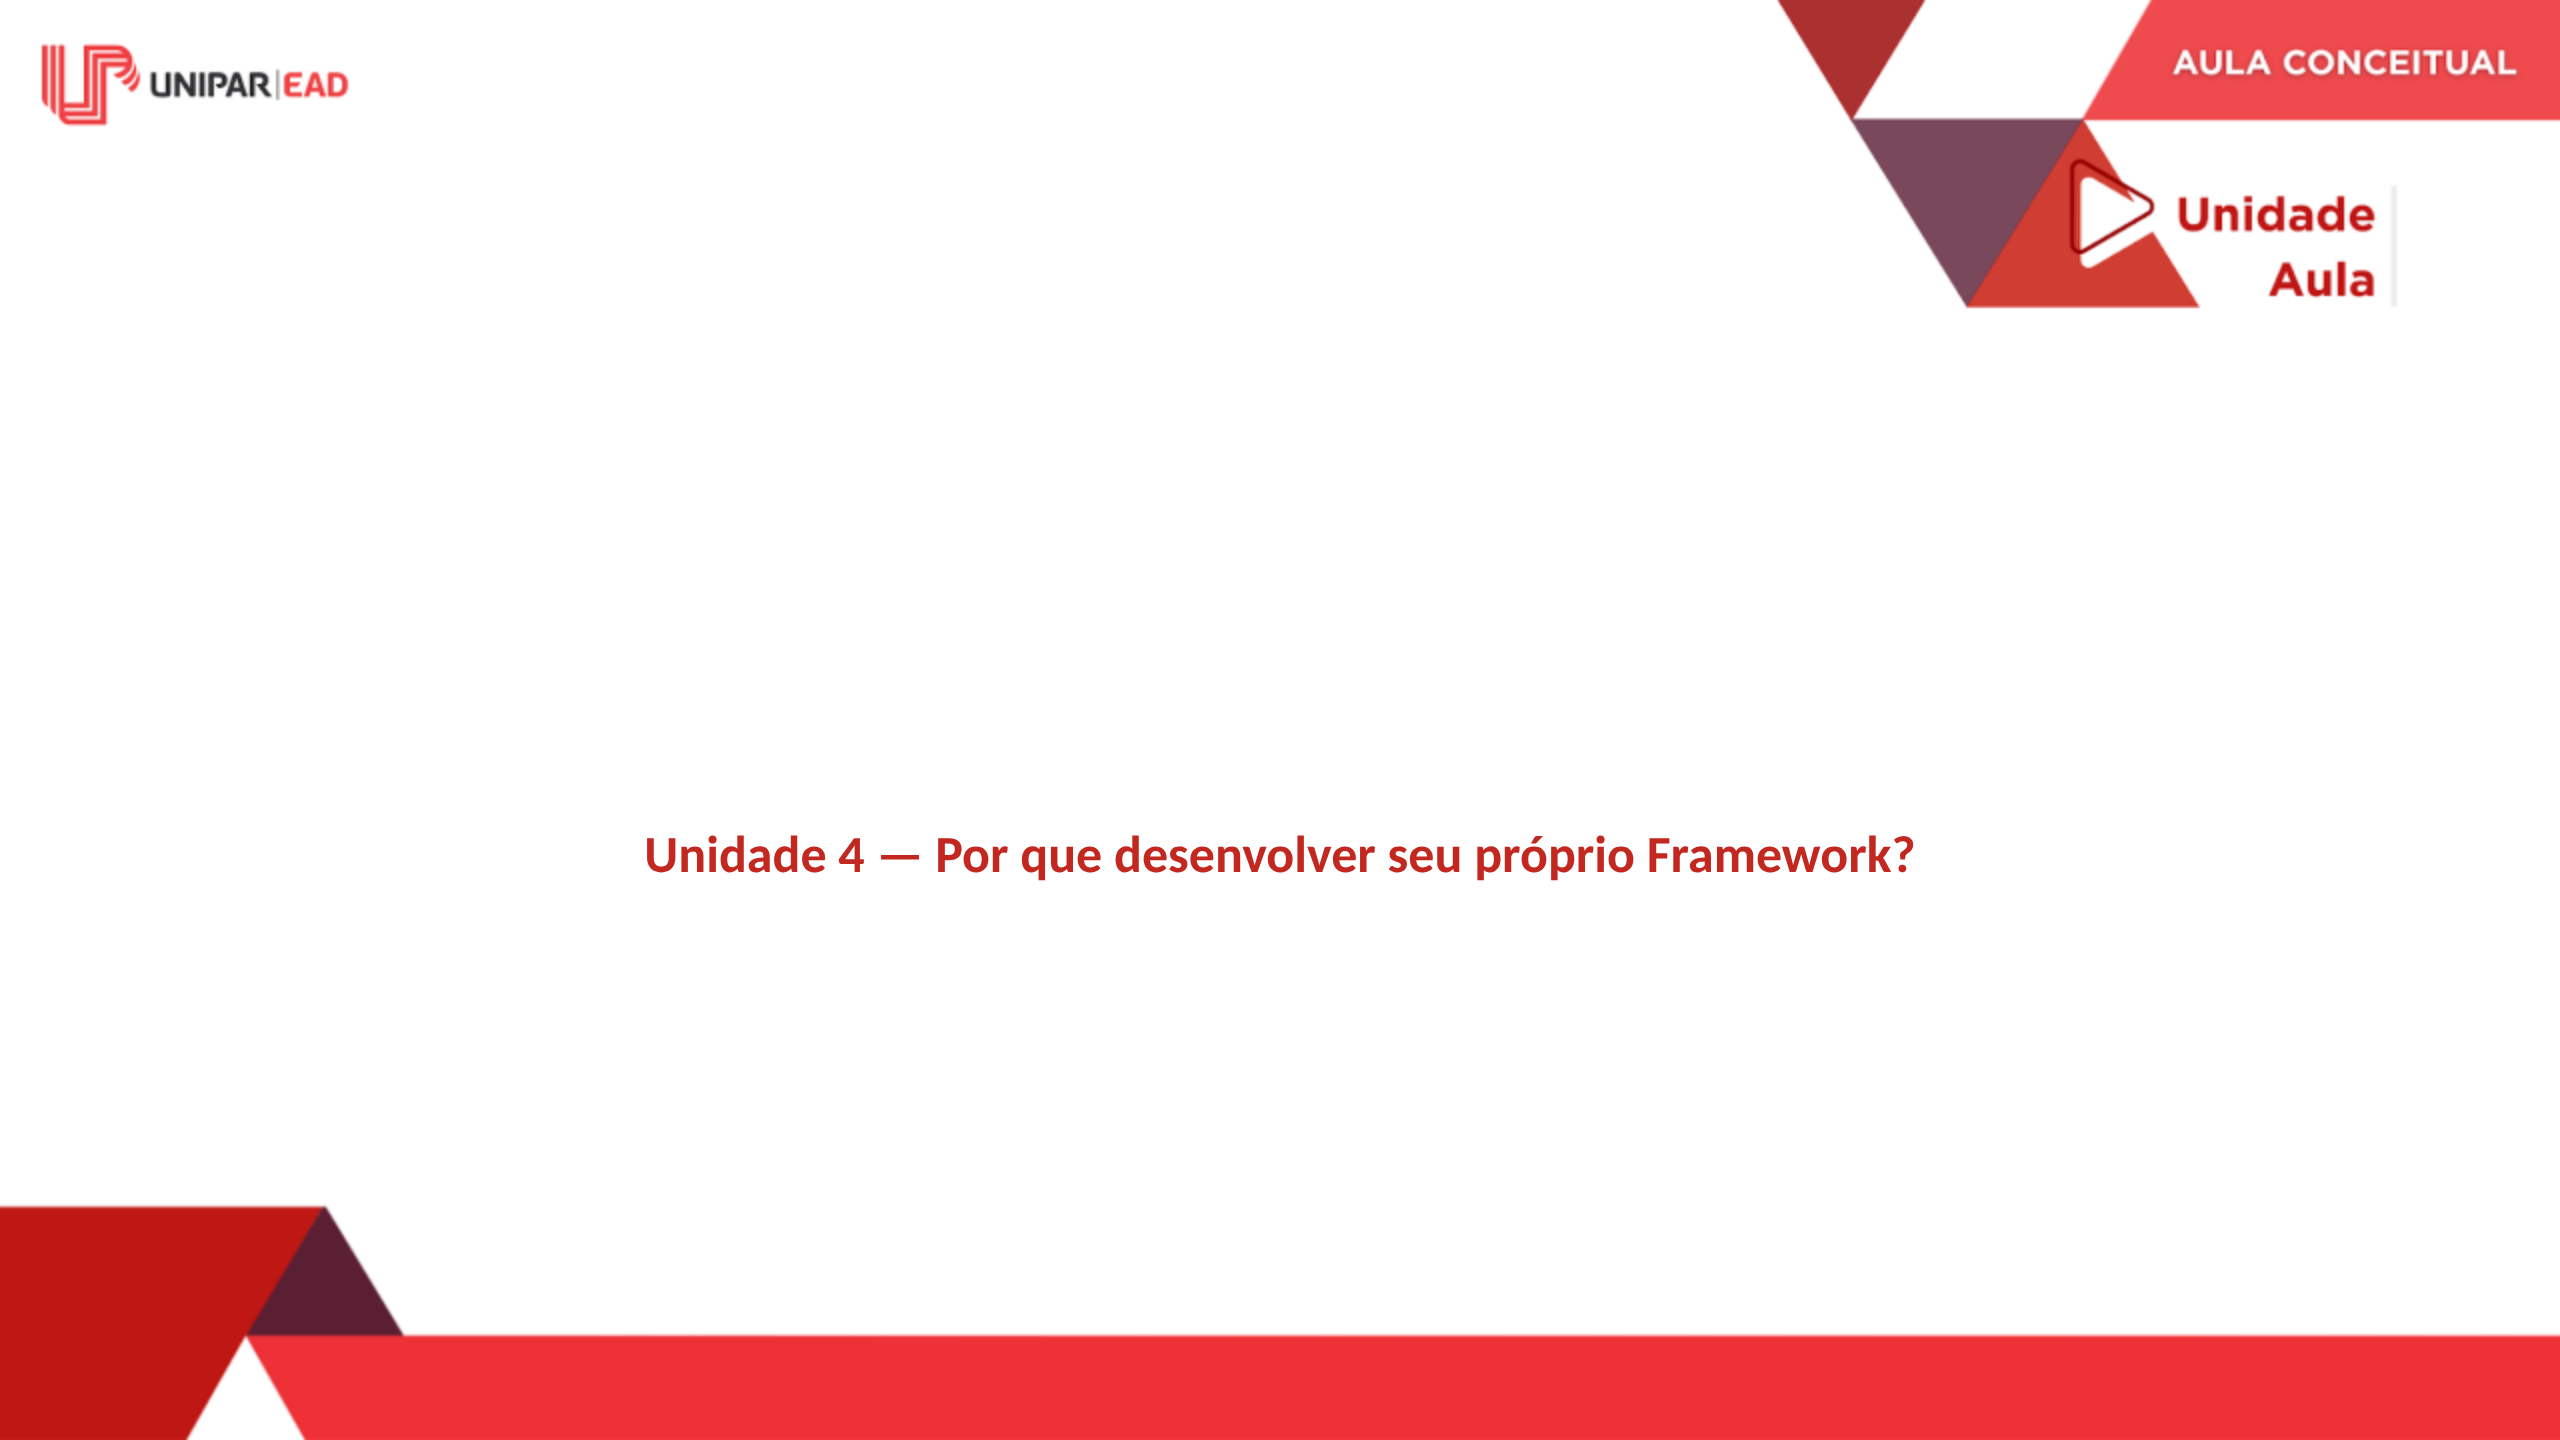 UNIPAR|EAD
AULA CONCEITUAL
Unidade
Aula
Unidade 4 — Por que desenvolver seu próprio Framework?